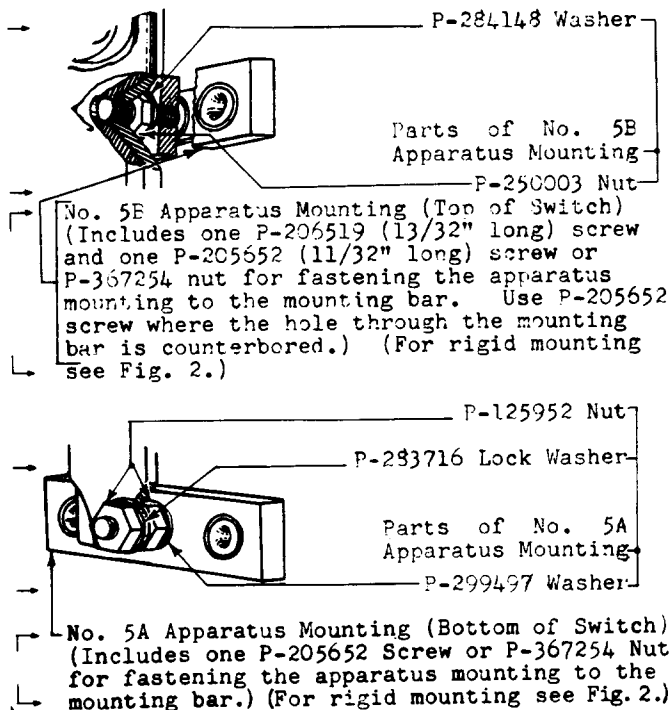 P-284148 Washer
Parts of No. 5B
Apparatus Mounting
P-250003 Nut
No. 5B Apparatus Mounting (Top of Switch)
(Includes one P-206519 (13/32" long) screw
and one P-205652 (11/32" long) screw or
P-367254 nut for fastening the apparatus
mounting to the mounting bar. Use P-205652
screw where the hole through the mounting
bar is counterbored.) (For rigid mounting
see Fig. 2.)
P-125952 Nut
P-283716 Lock Washer
Parts of No. 5A
Apparatus Mounting
P-299497 Washer
No. 5A Apparatus Mounting (Bottom of Switch)
(Includes one P-205652 Screw or P-367254 Nut
for fastening the apparatus mounting to the
mounting bar.) (For rigid mounting see Fig. 2.)